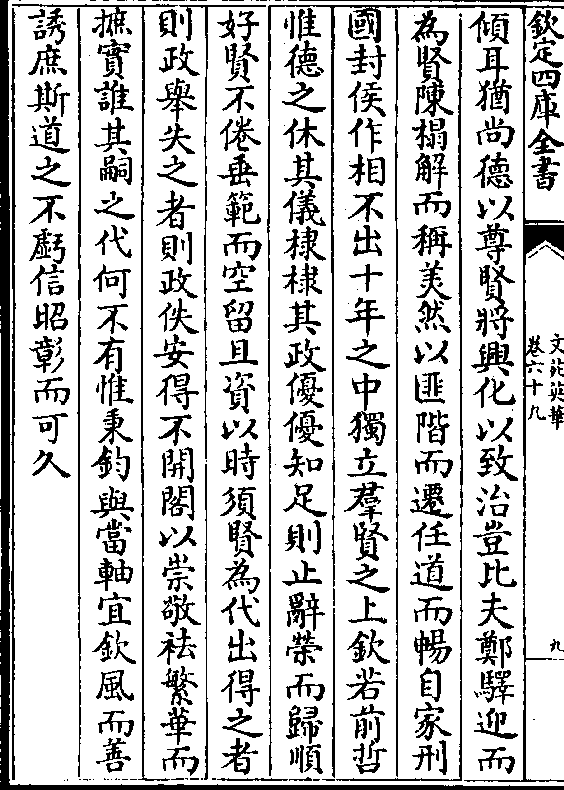 欽定四庫全書
文苑英華
卷六十九
九
傾耳猶尚德以尊賢將興化以致治豈比夫鄭驛迎而
為賢陳榻解而稱美然以匪階而遷任道而暢自家刑
國封侯作相不出十年之中獨立羣賢之上欽若前哲
惟德之休其儀棣棣其政優優知足則止辭榮而歸順
好賢不倦垂範而空留且資以時須賢為代出得之者
則政舉失之者則政佚安得不開閤以崇敬袪繁華而
摭實誰其嗣之代何不有惟秉鈞與當軸宜欽風而善
誘庶斯道之不虧信昭彰而可久